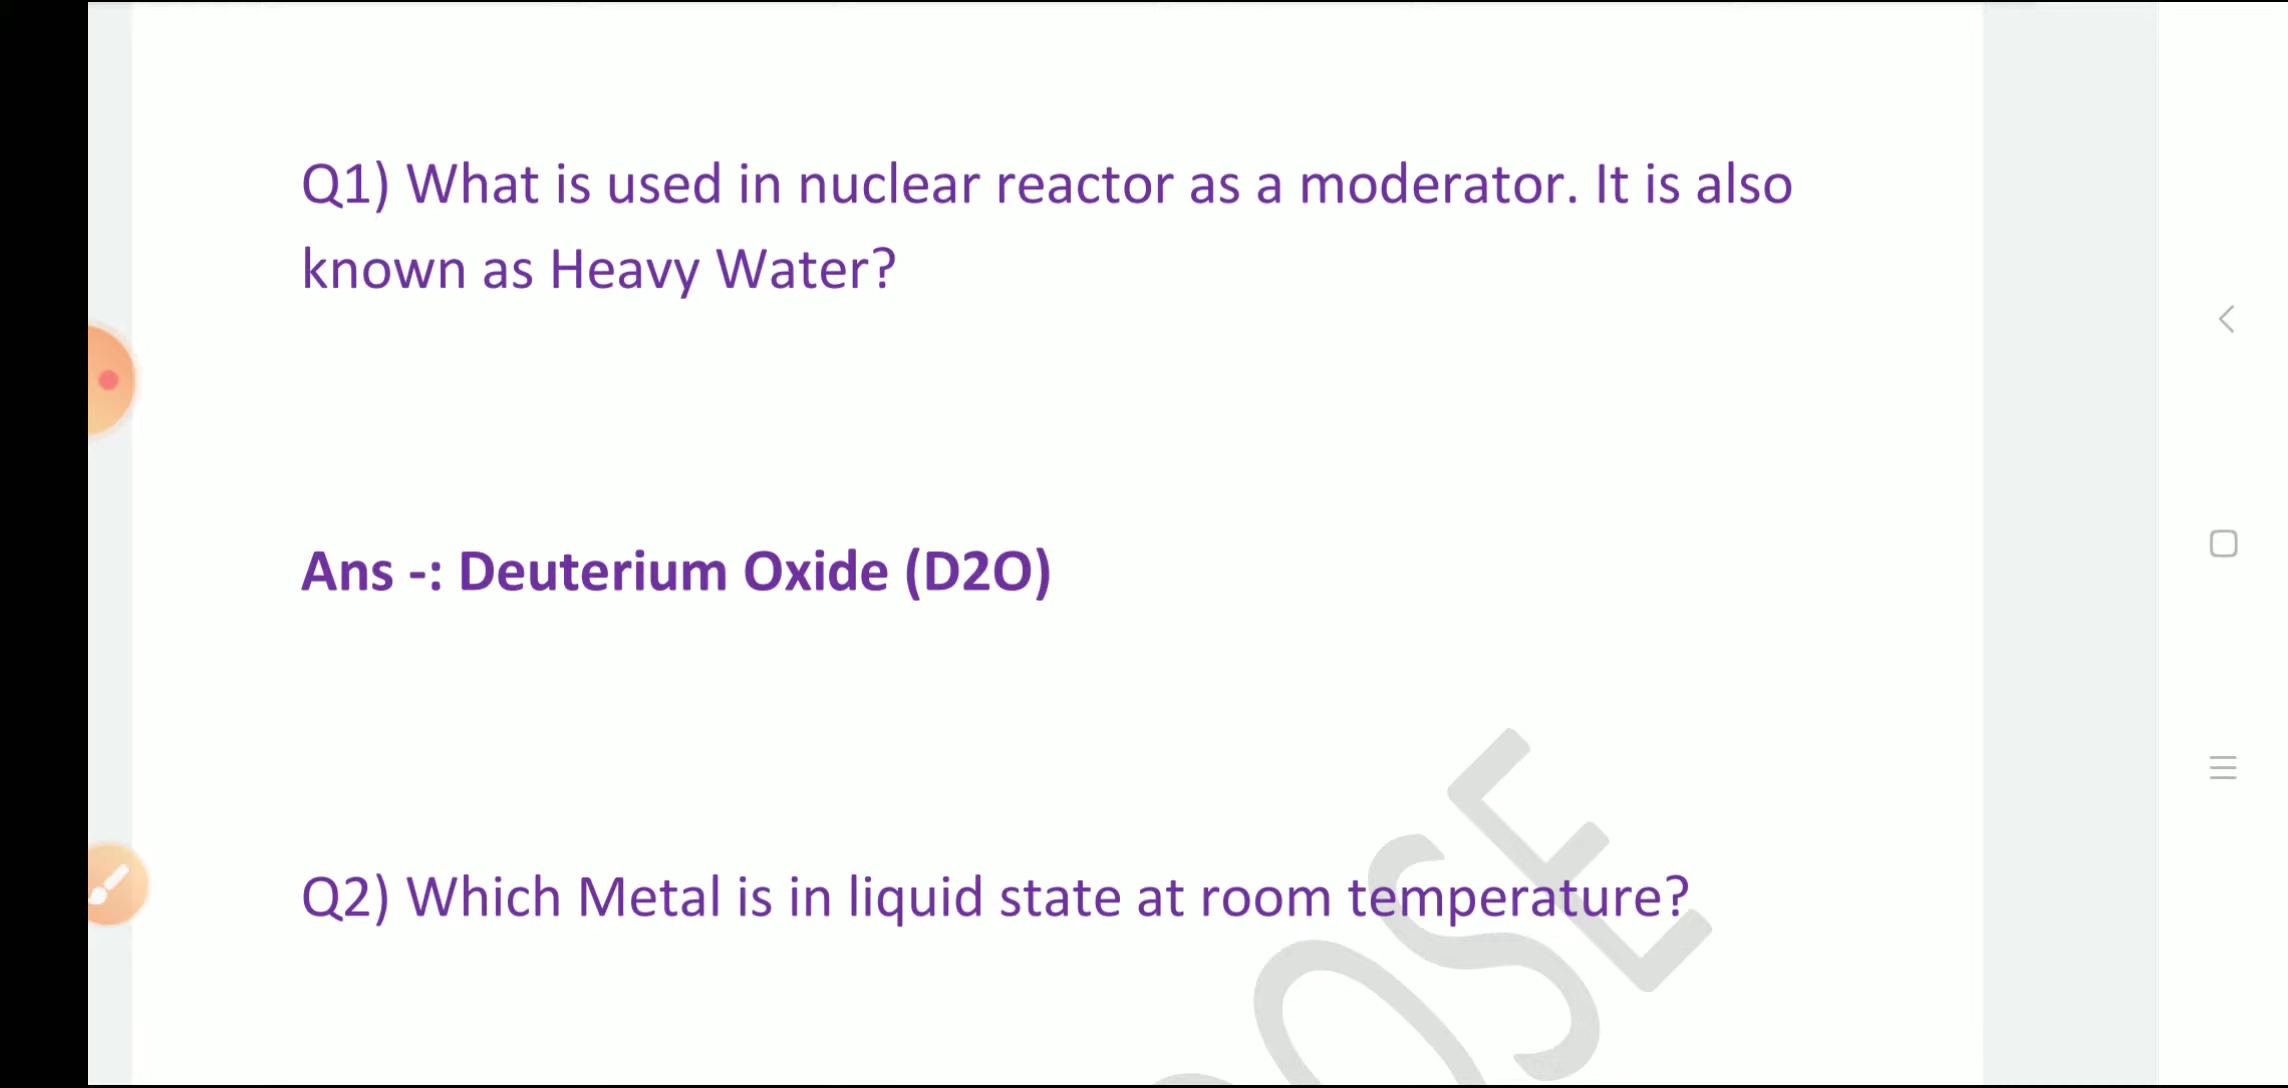 Q1) What is used in nuclear reactor as a moderator. It is also
known as Heavy Water?
Ans -: Deuterium Oxide (D2O)
Q2) Which Metal is in liquid state at room temperature?
OSE